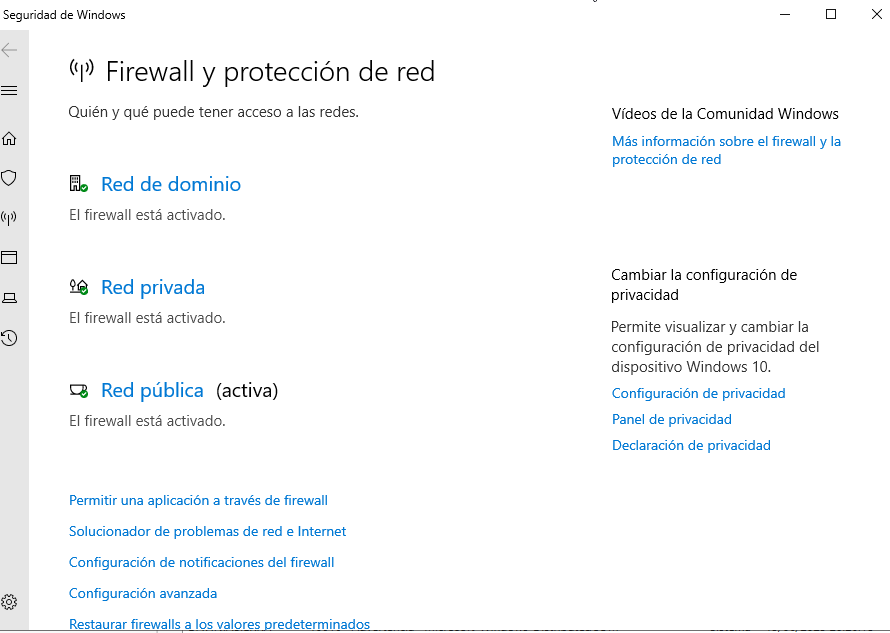 Seguridad de Windows
Firewall y protección de red
Quién y qué puede tener acceso a las redes.
Red de dominio
El firewall está activado.
Red privada
El firewall está activado.
Red pública (activa)
El firewall está activado.
Permitir una aplicación a través de firewall
Solucionador de problemas de red e Internet
Configuración de notificaciones del firewall
Configuración avanzada
Restaurar firewalls a los valores predeterminados
Vídeos de la Comunidad Windows
Más información sobre el firewall y la
protección de red
Cambiar la configuración de
privacidad
Permite visualizar y cambiar la
configuración de privacidad del
dispositivo Windows 10.
Configuración de privacidad
Panel de privacidad
Declaración de privacidad